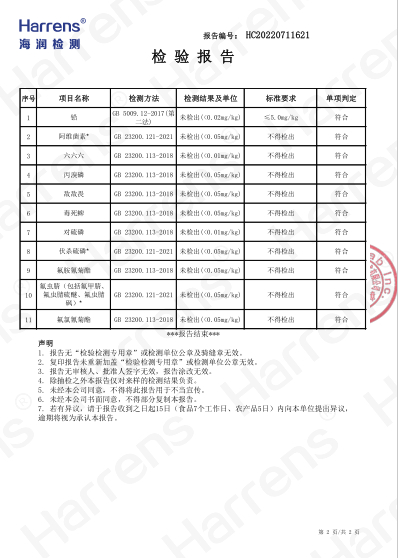 Harrens®
海润检测
报告编号： HC20220711621
检 验 报 告
序号 项目名称 检测方法 检测结果及单位 标准要求 单项判定
1 铅 GB 5009.12-2017(第二法) 未检出(<0.02mg/kg) ≤5.0mg/kg 符合
2 阿维菌素* GB 23200.121-2021 未检出(<0.05mg/kg) 不得检出 符合
3 六六六 GB 23200.113-2018 未检出(<0.01mg/kg) 不得检出 符合
4 丙溴磷 GB 23200.113-2018 未检出(<0.05mg/kg) 不得检出 符合
5 敌敌畏 GB 23200.113-2018 未检出(<0.05mg/kg) 不得检出 符合
6 毒死蜱 GB 23200.113-2018 未检出(<0.05mg/kg) 不得检出 符合
7 对硫磷 GB 23200.113-2018 未检出(<0.01mg/kg) 不得检出 符合
8 伏杀硫磷* GB 23200.121-2021 未检出(<0.05mg/kg) 不得检出 符合
9 氟胺氰菊酯 GB 23200.113-2018 未检出(<0.05mg/kg) 不得检出 符合
10 氟虫腈（包括氟甲腈、氟虫腈硫醚、氟虫腈砜）* GB 23200.121-2021 未检出(<0.05mg/kg) 不得检出 符合
11 氟氯氰菊酯 GB 23200.113-2018 未检出(<0.05mg/kg) 不得检出 符合
***报告结束***
声明
1. 报告无“检验检测专用章”或检测单位公章及骑缝章无效。
2. 复印报告未重新加盖“检验检测专用章”或检测单位公章无效。
3. 报告无审核人、批准人签字无效，报告涂改无效。
4. 除抽检之外本报告仅对来样的检测结果负责。
5. 未经本公司同意，不得将此报告用于不当宣传。
6. 未经本公司书面同意，不得部分复制本报告。
7. 若有异议，请于报告收到之日起15日（食品7个工作日、农产品5日）内向本单位提出异议，
逾期将视为承认本报告。
第 2 页/共 2 页